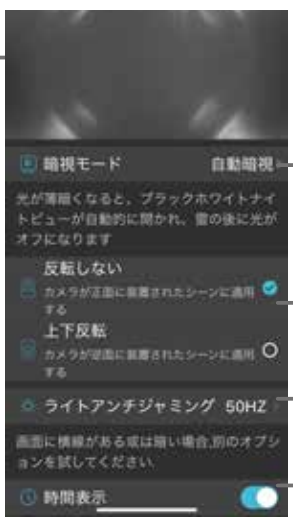 暗視モード 自動暗視
光が薄暗くなると、ブラックホワイトナイ
トビューが自動的に開かれ、雷の後に光が
オフになります
反転しない
カメラが正面に装置されたシーンに適用
する
上下反転
カメラが逆面に装置されたシーンに適用
する
ライトアンチジャミング 50HZ
画面に横線がある或は暗い場合,別のオプシ
ョンを試してください.
時間表示